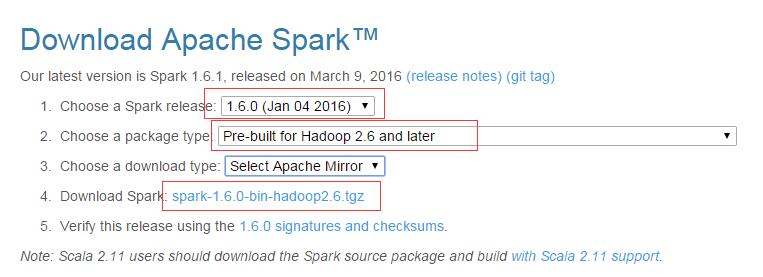 Download Apache Spark™
Our latest version is Spark 1.6.1, released on March 9, 2016 (release notes) (git tag)
1. Choose a Spark release: 1.6.0 (Jan 04 2016)
2. Choose a package type: Pre-built for Hadoop 2.6 and later
3. Choose a download type: Select Apache Mirror
4. Download Spark: spark-1.6.0-bin-hadoop2.6.tgz
5. Verify this release using the 1.6.0 signatures and checksums.
Note: Scala 2.11 users should download the Spark source package and build with Scala 2.11 support.